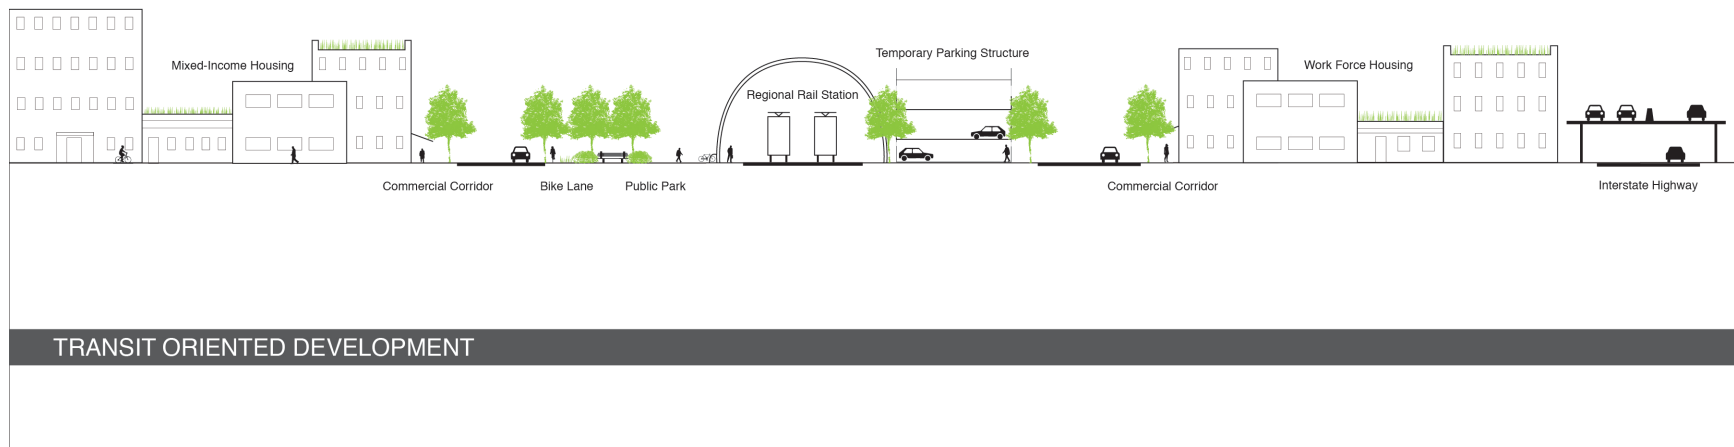 Temporary Parking Structure
Mixed-Income Housing
Work Force Housing
Regional Rail Station
Commercial Corridor
Bike Lane
Public Park
Commercial Corridor
Interstate Highway
TRANSIT ORIENTED DEVELOPMENT